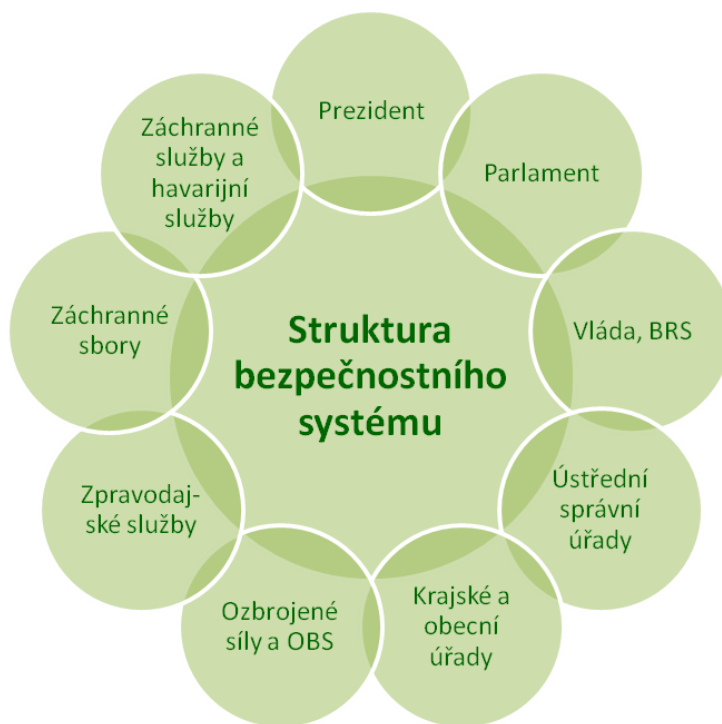 Prezident
Parlament
Vláda, BRS
Ústřední
správní
úřady
Krajské a
obecní
úřady
Ozbrojené
síly a OBS
Zpravodaj-
ské služby
Záchranné
sbory
Záchranné
služby a
havarijní
služby
Struktura
bezpečnostního
systému